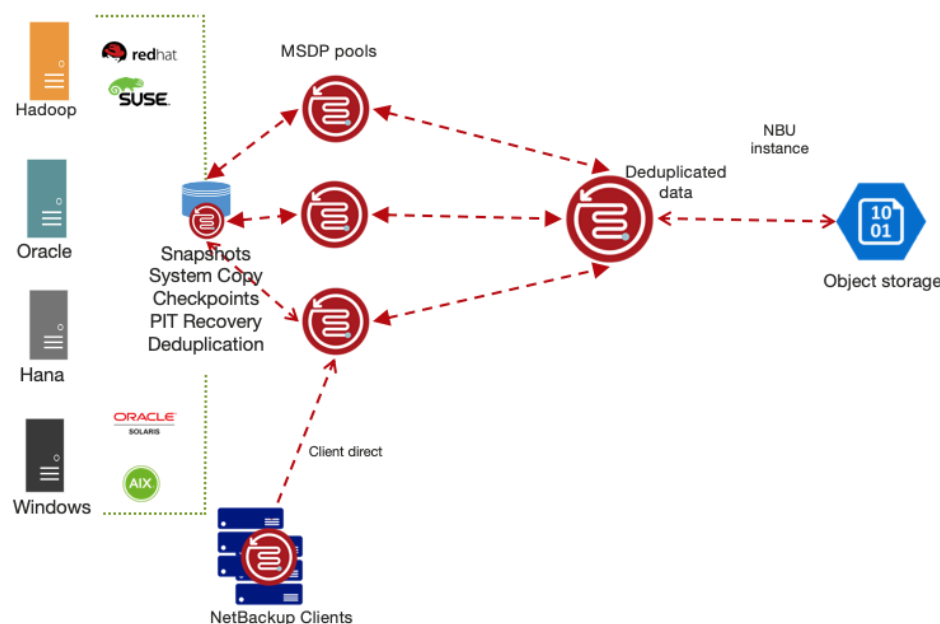 MSDP pools
redhat
SUSE
Hadoop
NBU
instance
Deduplicated
data
10
01
Oracle
Snapshots
System Copy
Checkpoints
PIT Recovery
Deduplication
Object storage
Hana
ORACLE
SOLARIS
Client direct
AIX
Windows
NetBackup Clients